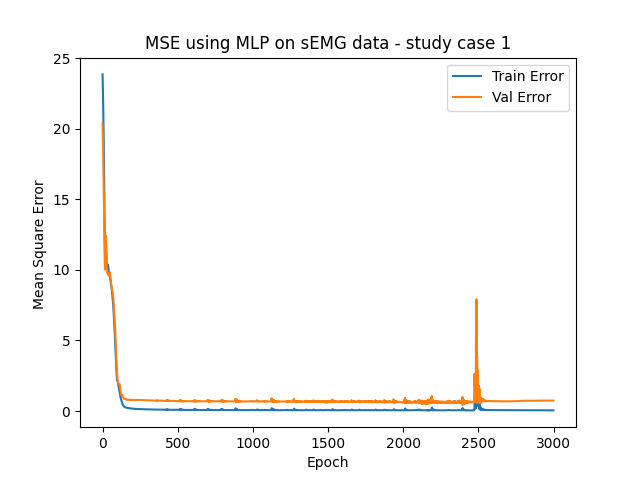 MSE using MLP on sEMG data - study case 1
Train Error
Val Error
Mean Square Error
25
20
15
10
5
0
0 500 1000 1500 2000 2500 3000
Epoch